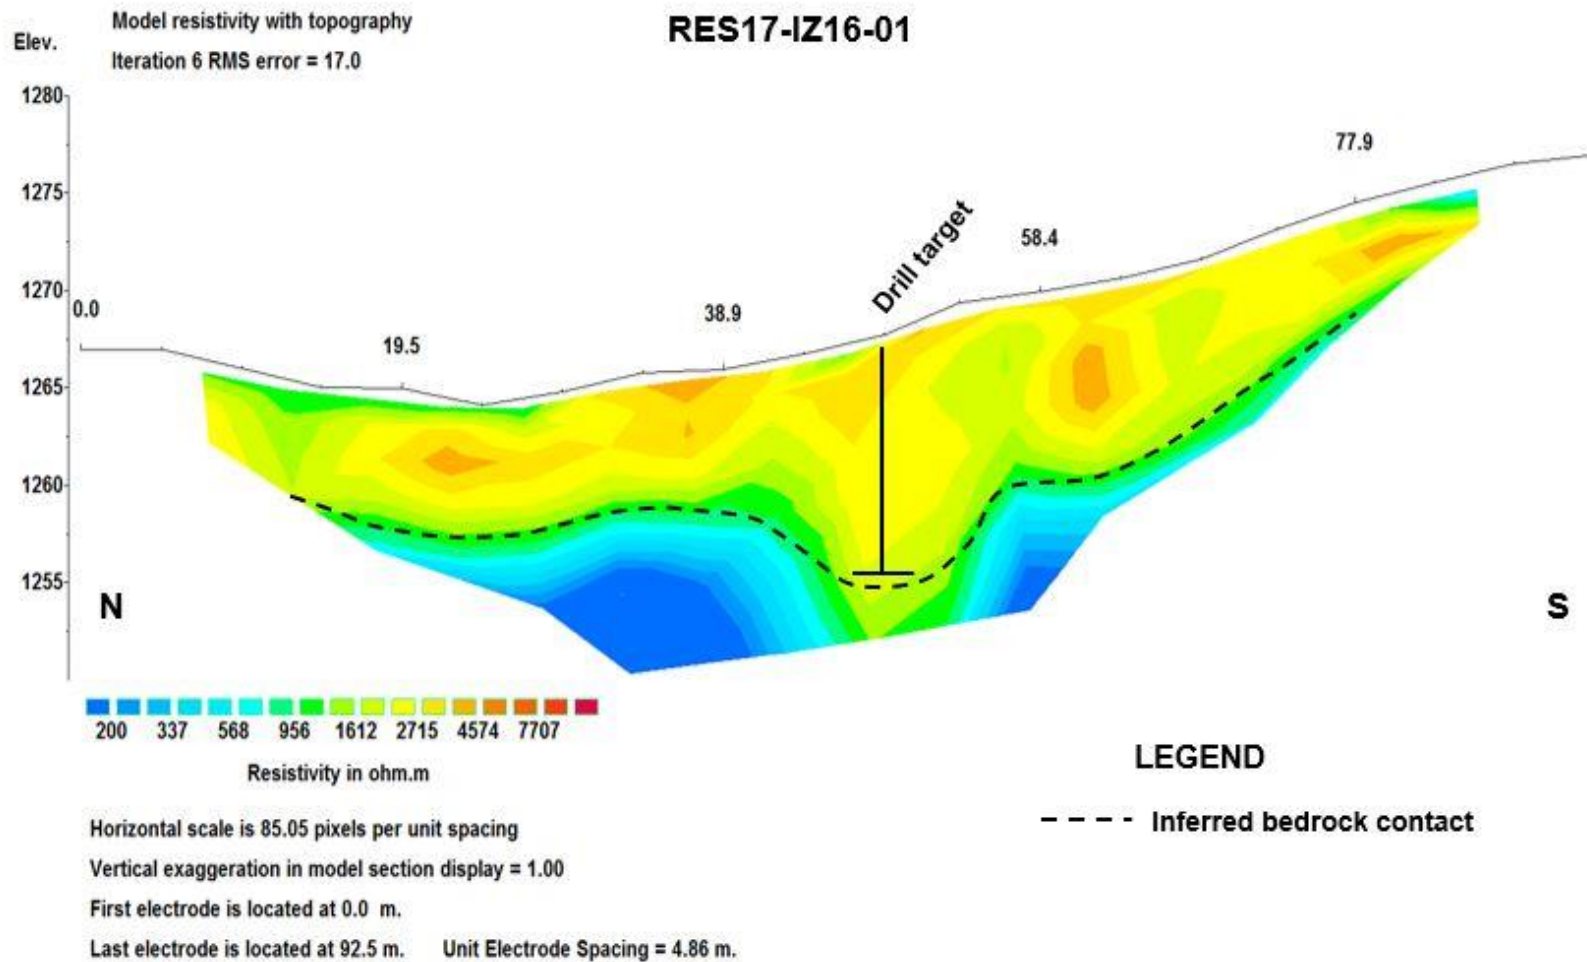 Model resistivity with topography
RES17-IZ16-01
Elev.
Iteration 6 RMS error = 17.0
1280
77.9
1275
Drill target
58.4
1270
0.0
38.9
19.5
1265
1260
1255
N
S
200 337 568 956 1612 2715 4574 7707
Resistivity in ohm.m
LEGEND
Inferred bedrock contact
Horizontal scale is 85.05 pixels per unit spacing
Vertical exaggeration in model section display = 1.00
First electrode is located at 0.0 m.
Last electrode is located at 92.5 m. Unit Electrode Spacing = 4.86 m.